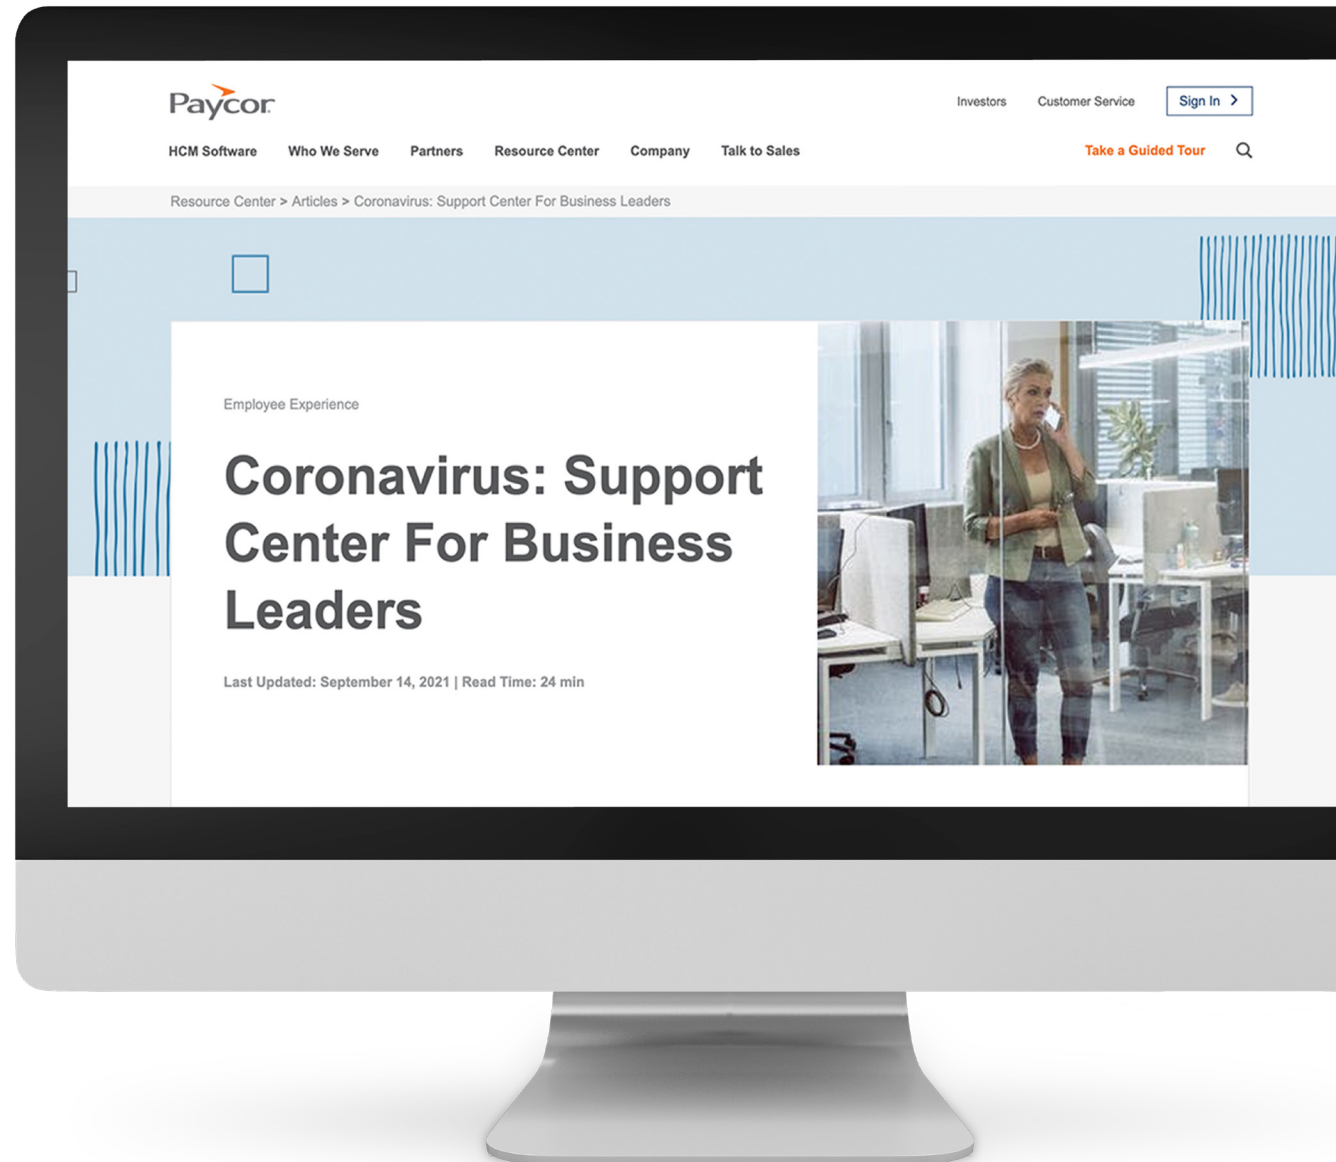 Paycor
Investors Customer Service Sign In >
HCM Software Who We Serve Partners Resource Center Company Talk to Sales Take a Guided Tour
Resource Center > Articles > Coronavirus: Support Center For Business Leaders
Employee Experience
Coronavirus: Support
Center For Business
Leaders
Last Updated: September 14, 2021 | Read Time: 24 min